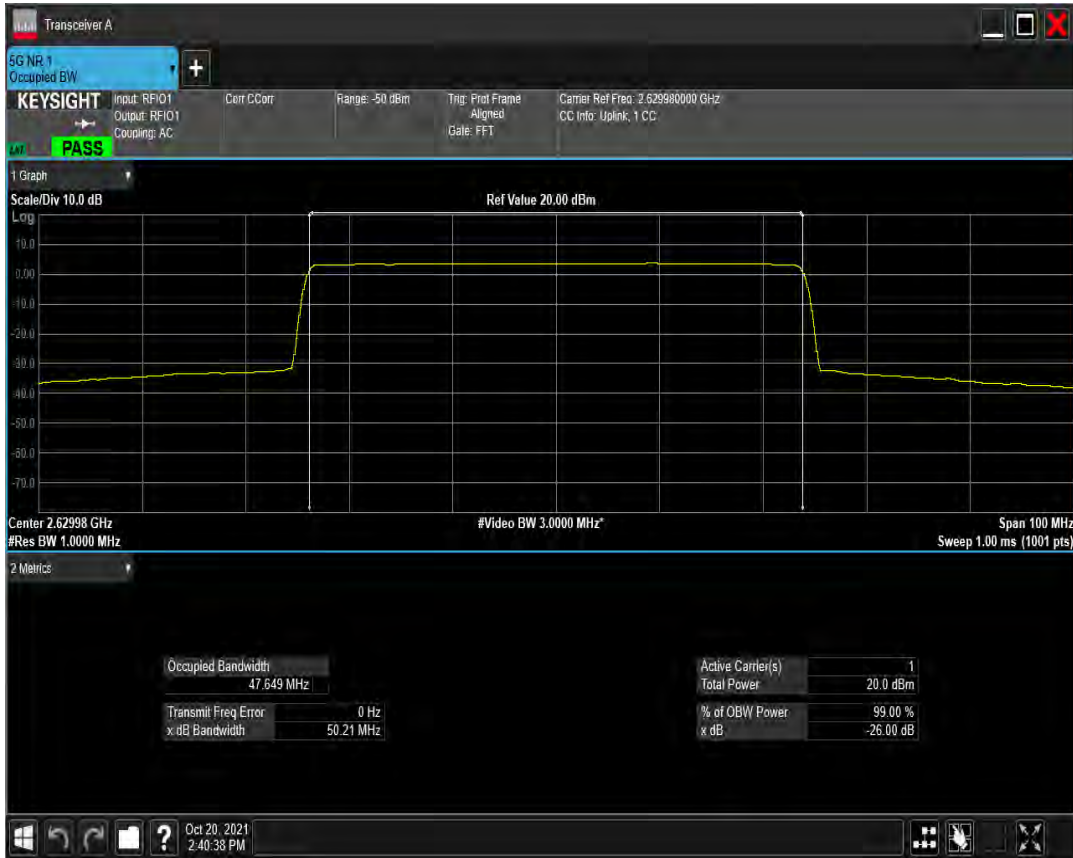 Transceiver A
5G NR 1
Occupied BW
+
KEYSIGHT
Input: RFIO1
Output: RFIO1
Coupling: AC
PASS
Corr CCorr
Range: -50 dBm
Trig: Prot Frame
Aligned
Gate: FFT
Carrier Ref Freq: 2.629980000 GHz
CC Info: Uplink, 1 CC
1 Graph
Scale/Div 10.0 dB
Ref Value 20.00 dBm
Log
10.0
0.00
-10.0
-20.0
-30.0
-40.0
-50.0
-60.0
-70.0
Center 2.62998 GHz
#Video BW 3.0000 MHz*
Span 100 MHz
#Res BW 1.0000 MHz
Sweep 1.00 ms (1001 pts)
2 Metrics
Occupied Bandwidth
47.649 MHz
Transmit Freq Error 0 Hz
x dB Bandwidth 50.21 MHz
Active Carrier(s) 1
Total Power 20.0 dBm
% of OBW Power 99.00 %
x dB -26.00 dB
?
Oct 20, 2021
2:40:38 PM